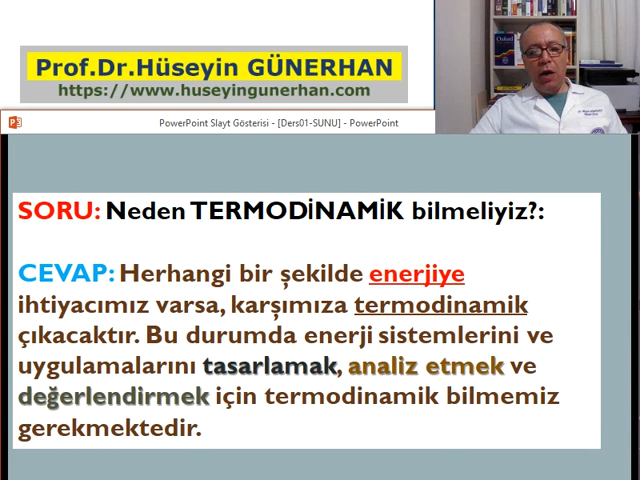 Prof.Dr.Hüseyin GÜNERHAN
https://www.huseyingunerhan.com
PowerPoint Slayt Gösterisi - [Ders01-SUNU] - PowerPoint
SORU: Neden TERMODİNAMİK bilmeliyiz?:
CEVAP: Herhangi bir şekilde enerjiye
ihtiyacımız varsa, karşımıza termodinamik
çıkacaktır. Bu durumda enerji sistemlerini ve
uygulamalarını tasarlamak, analiz etmek ve
değerlendirmek için termodinamik bilmemiz
gerekmektedir.
Oxford